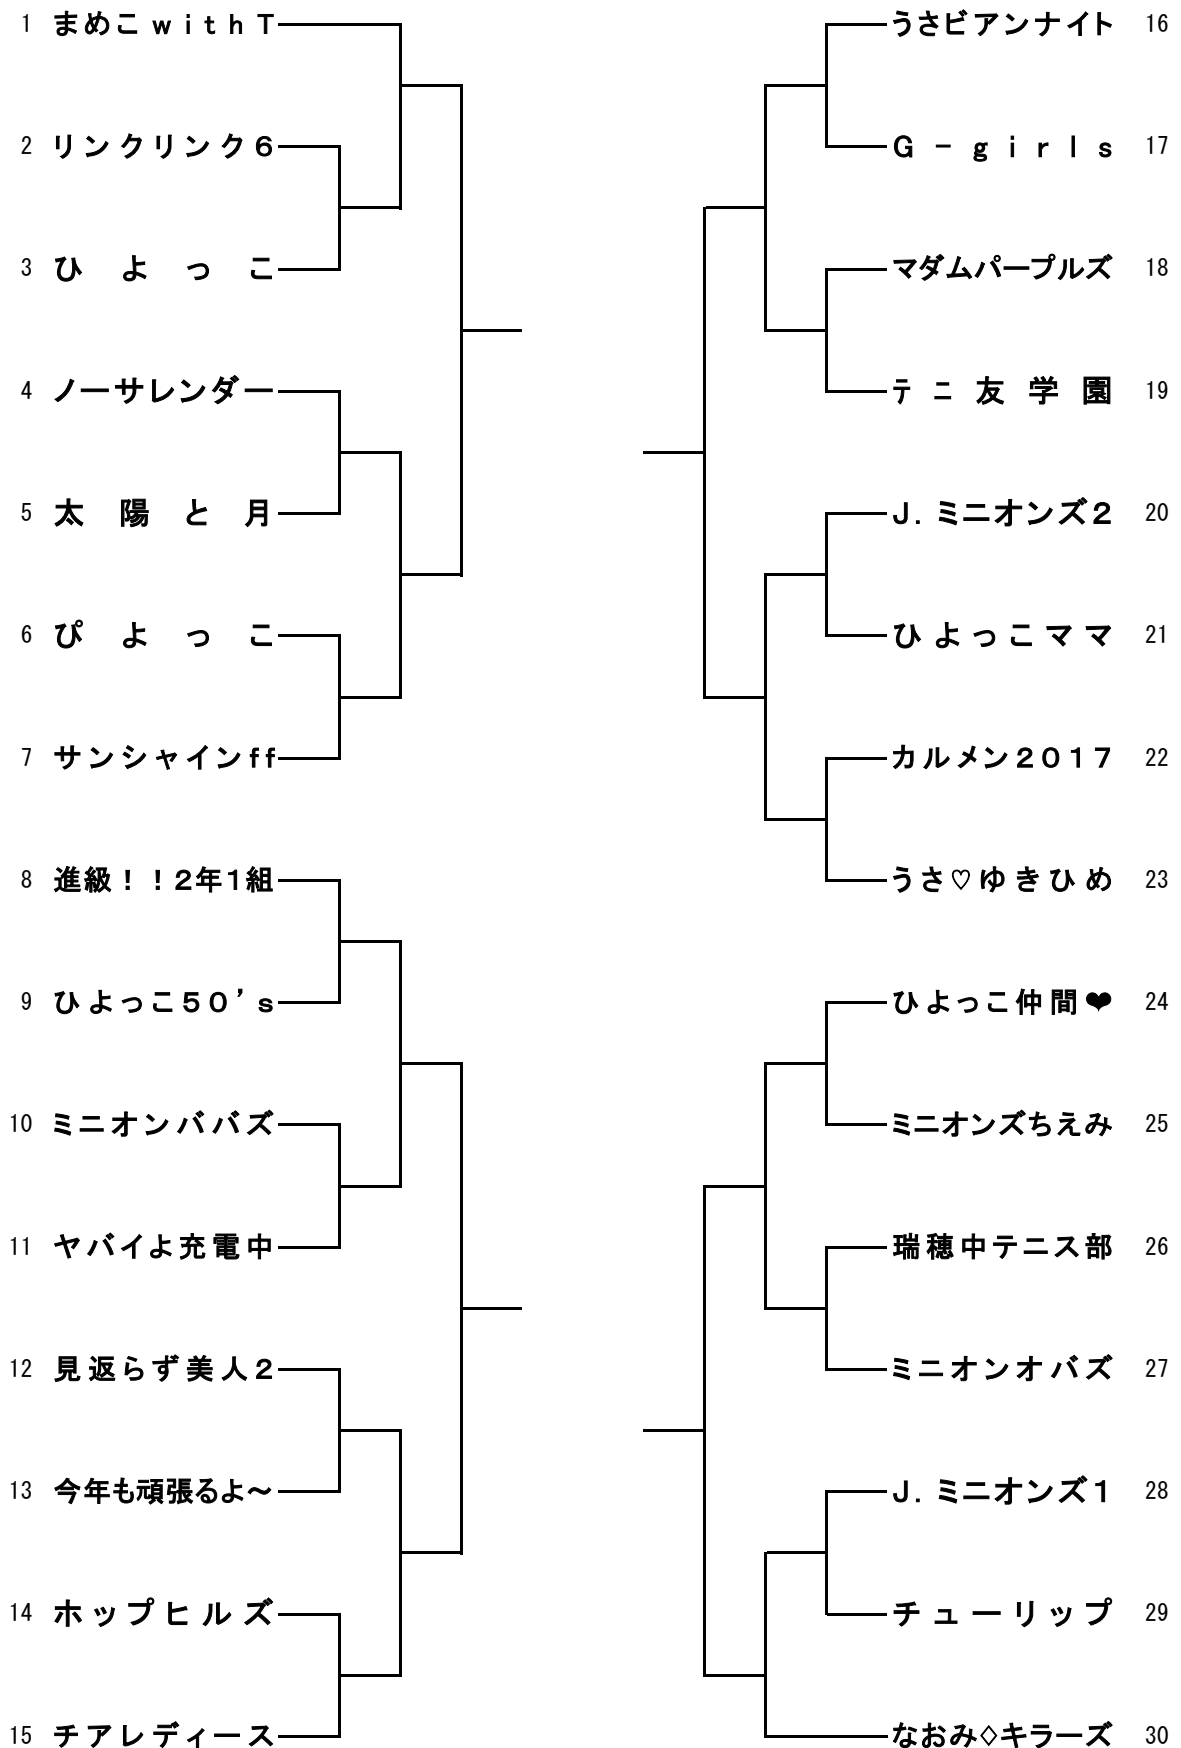 1 まめこｗｉｔｈＴ
2 リンクリンク６
3 ひよっこ
4 ノーサレンダー
5 太陽と月
6 ぴよっこ
7 サンシャインff
8 進級！！２年１組
9 ひよっこ５０’ｓ
10 ミニオンババズ
11 ヤバイよ充電中
12 見返らず美人２
13 今年も頑張るよ～
14 ホップヒルズ
15 チアレディース
うさビアンナイト 16
Ｇ－ｇｉｒｌｓ 17
マダムパープルズ 18
テニ友学園 19
Ｊ．ミニオンズ２ 20
ひよっこママ 21
カルメン２０１７ 22
うさ♡ゆきひめ 23
ひよっこ仲間❤ 24
ミニオンズちえみ 25
瑞穂中テニス部 26
ミニオンオバズ 27
Ｊ．ミニオンズ１ 28
チューリップ 29
なおみ◇キラーズ 30